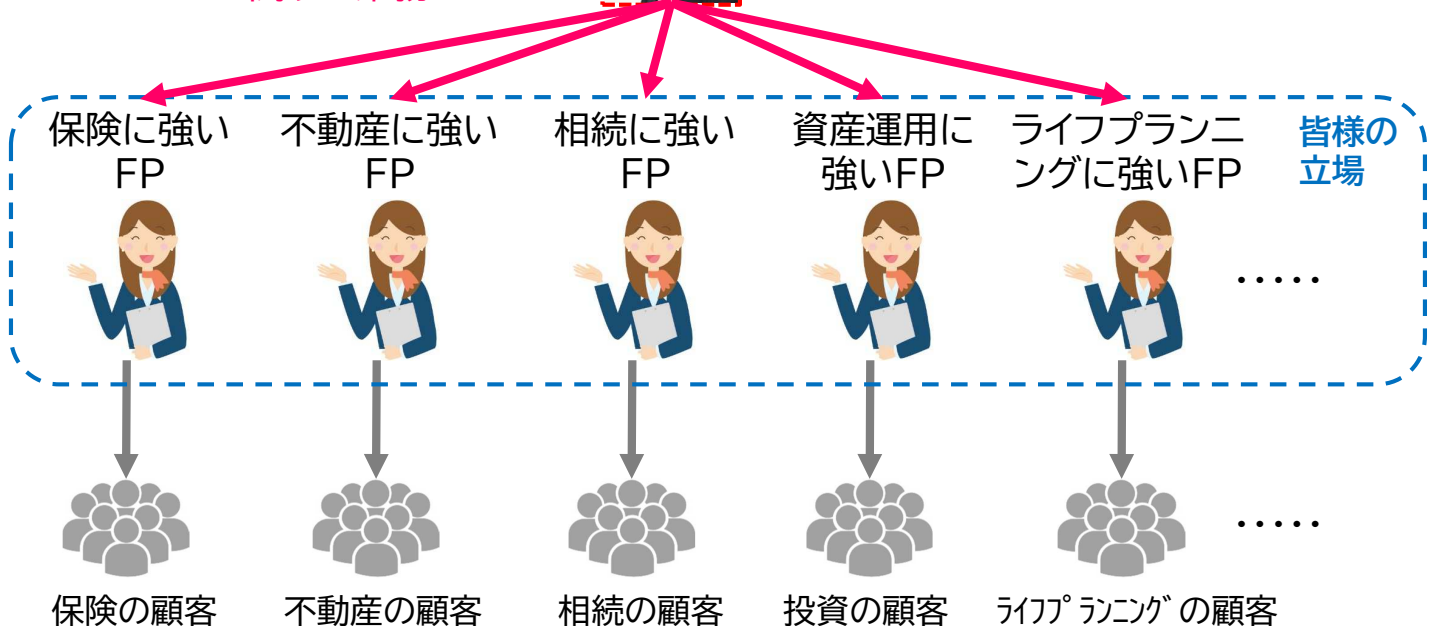 保険に強い
FP
不動産に強い
FP
相続に強い
FP
資産運用に
強いFP
ライフプランニ
ングに強いFP
皆様の
立場
・・・・・
・・・・・
保険の顧客
不動産の顧客
相続の顧客
投資の顧客
ﾗｲﾌﾌﾟﾗﾝﾆﾝｸﾞの顧客